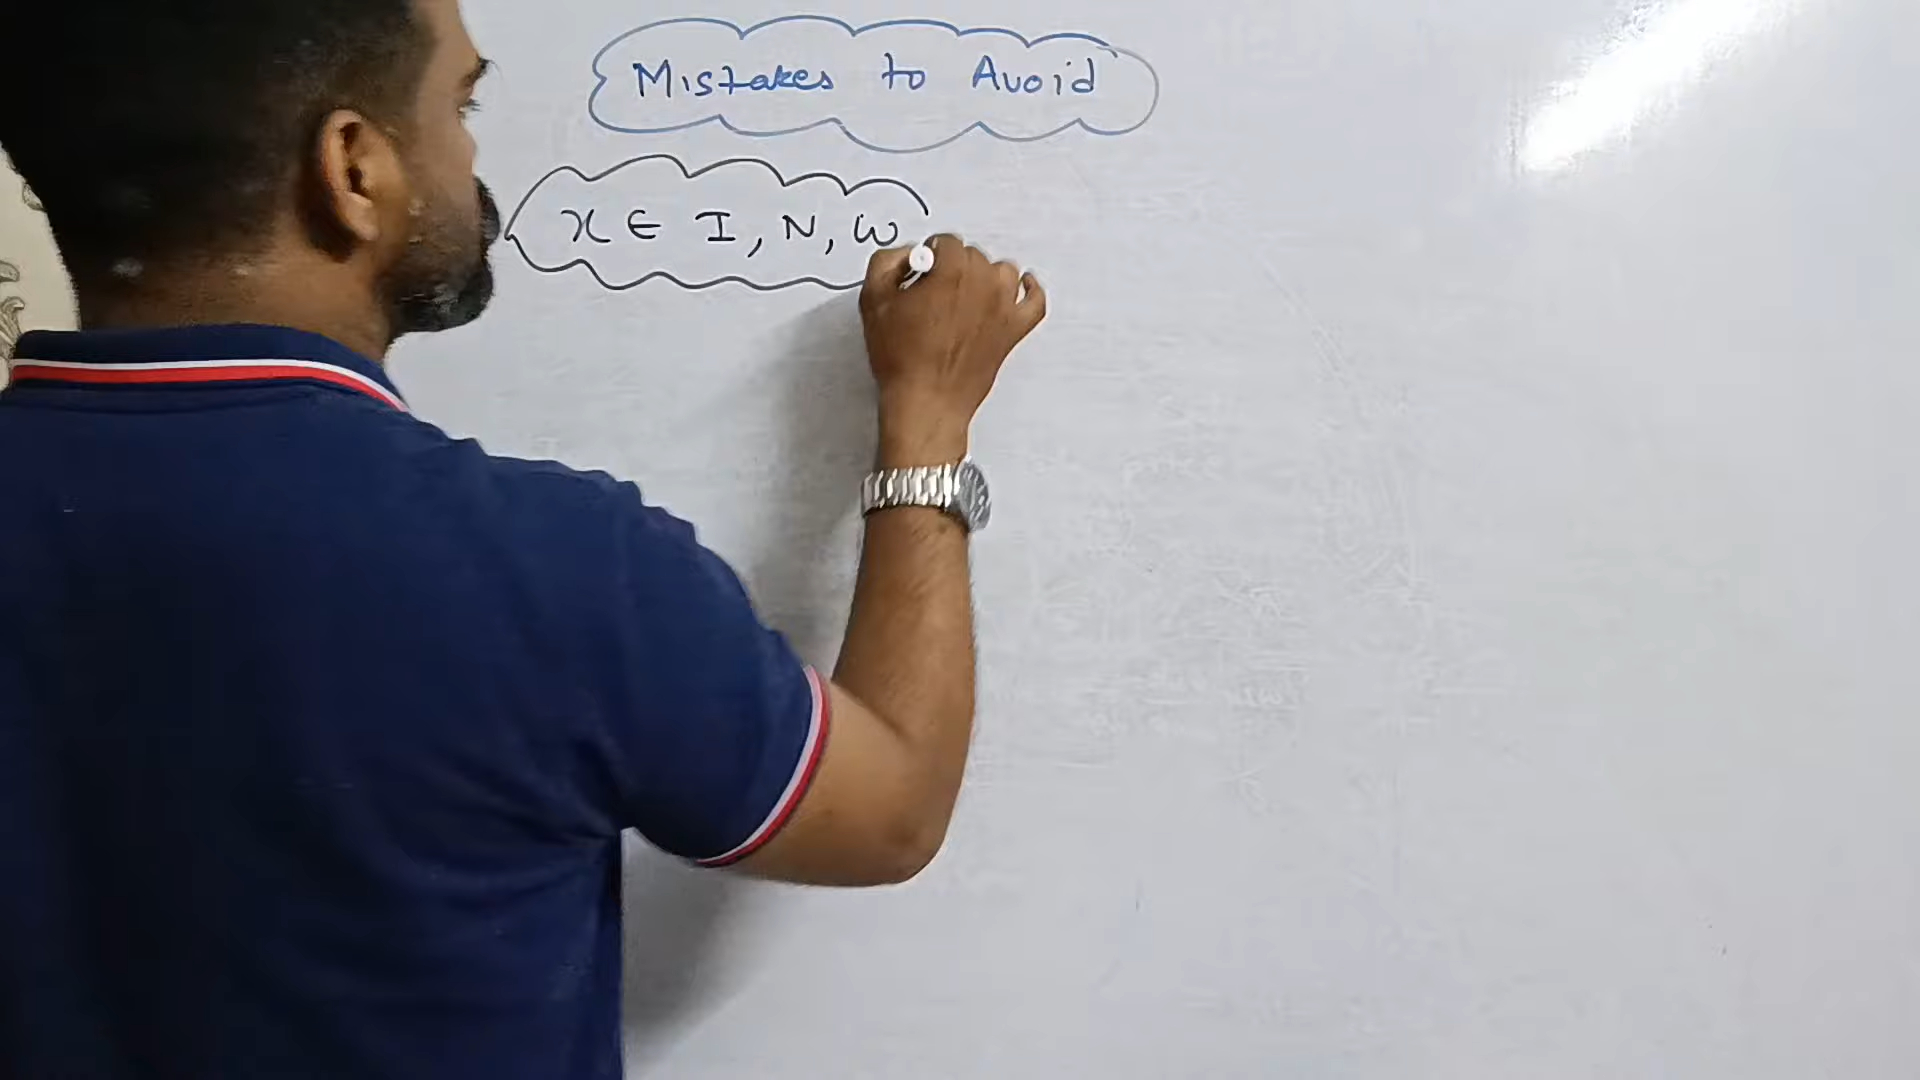 Mistakes to Avoid
x ∈ I, N, W